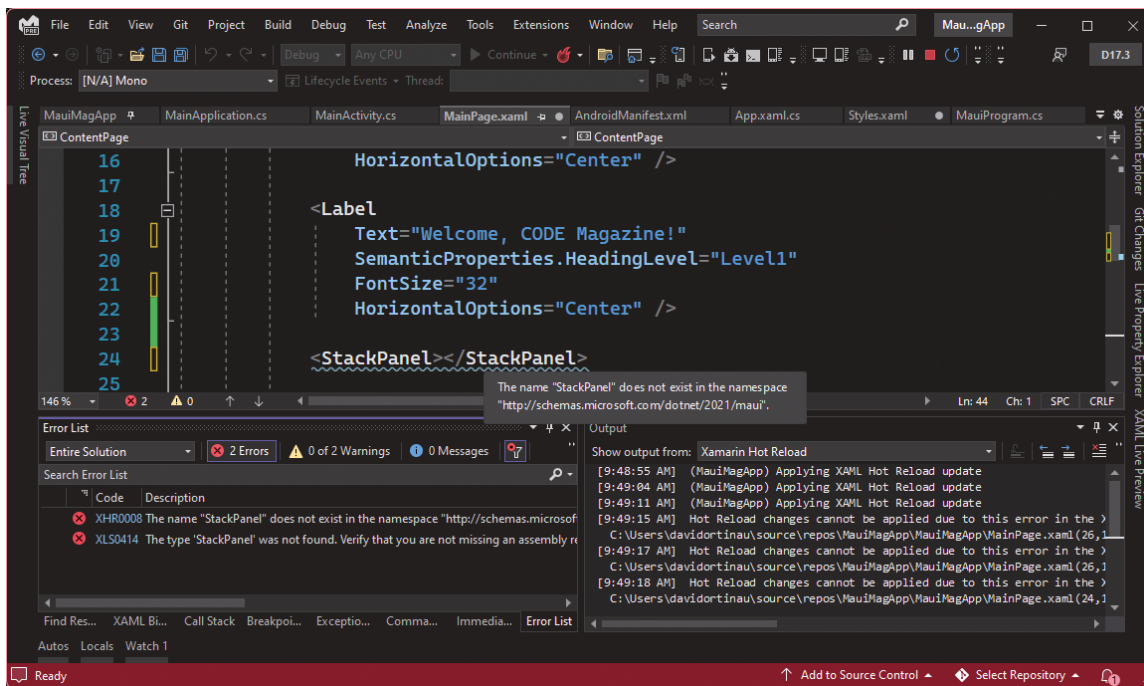 File Edit View Git Project Build Debug Test Analyze Tools Extensions Window Help Search Mau...gApp
PRE
Debug Any CPU Continue D17.3
Process: [N/A] Mono Lifecycle Events Thread:
Live Visual Tree
MauiMagApp MainApplication.cs MainActivity.cs MainPage.xaml AndroidManifest.xml App.xaml.cs Styles.xaml MauiProgram.cs
ContentPage ContentPage
16 HorizontalOptions="Center" />
17
18 <Label
19 Text="Welcome, CODE Magazine!"
20 SemanticProperties.HeadingLevel="Level1"
21 FontSize="32"
22 HorizontalOptions="Center" />
23
24 <StackPanel></StackPanel>
25
The name "StackPanel" does not exist in the namespace
"http://schemas.microsoft.com/dotnet/2021/maui".
146 % 2 0 Ln: 44 Ch: 1 SPC CRLF
Solution Explorer
Git Changes
Live Property Explorer
XAML Live Preview
Error List
Entire Solution 2 Errors 0 of 2 Warnings 0 Messages
Search Error List
Code Description
XHR0008 The name "StackPanel" does not exist in the namespace "http://schemas.microsof
XLS0414 The type 'StackPanel' was not found. Verify that you are not missing an assembly re
Find Res... XAML Bi... Call Stack Breakpoi... Exceptio... Comma... Immedia... Error List
Output
Show output from: Xamarin Hot Reload
[9:48:55 AM] (MauiMagApp) Applying XAML Hot Reload update
[9:49:04 AM] (MauiMagApp) Applying XAML Hot Reload update
[9:49:11 AM] (MauiMagApp) Applying XAML Hot Reload update
[9:49:15 AM] Hot Reload changes cannot be applied due to this error in the X
C:\Users\davidortinau\source\repos\MauiMagApp\MauiMagApp\MainPage.xaml(26,1
[9:49:17 AM] Hot Reload changes cannot be applied due to this error in the X
C:\Users\davidortinau\source\repos\MauiMagApp\MauiMagApp\MainPage.xaml(26,1
[9:49:18 AM] Hot Reload changes cannot be applied due to this error in the X
C:\Users\davidortinau\source\repos\MauiMagApp\MauiMagApp\MainPage.xaml(24,1
Autos Locals Watch 1
Ready Add to Source Control Select Repository 1